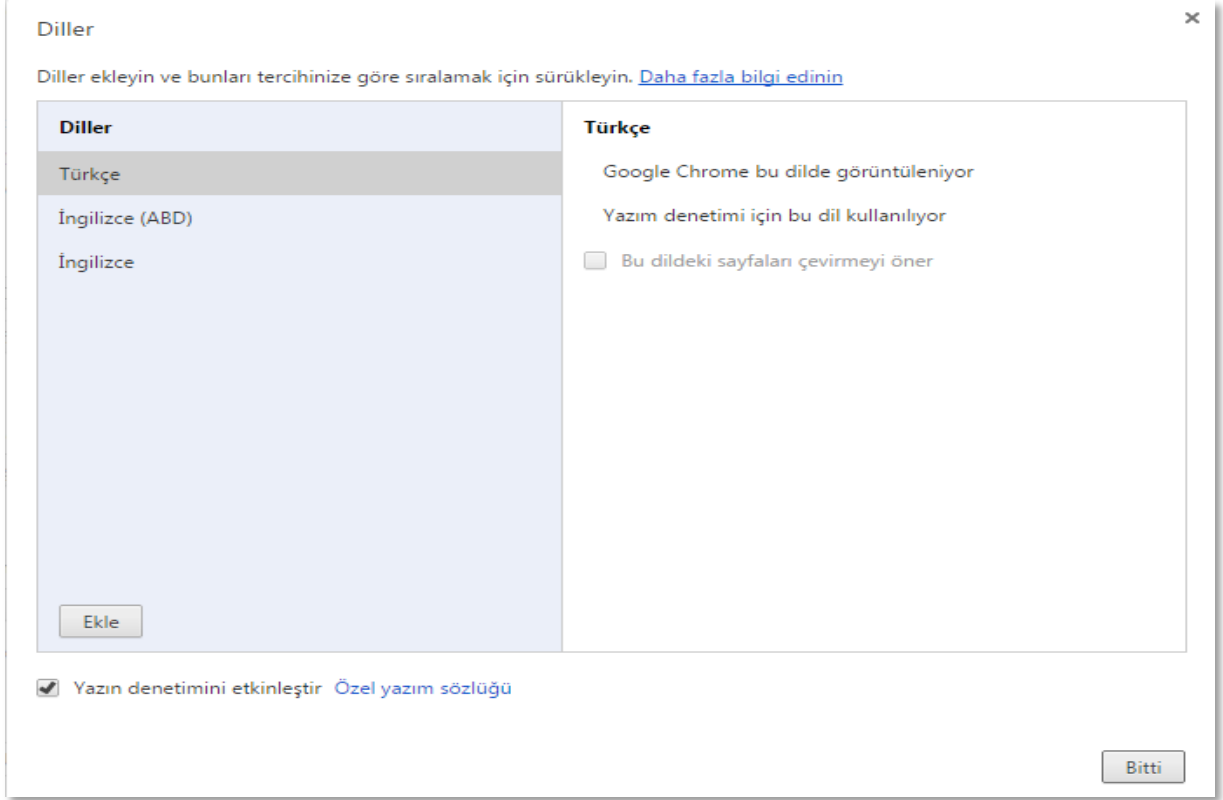 Diller
×
Diller ekleyin ve bunları tercihinize göre sıralamak için sürükleyin. Daha fazla bilgi edinin
Diller
Türkçe
İngilizce (ABD)
İngilizce
Ekle
Türkçe
Google Chrome bu dilde görüntüleniyor
Yazım denetimi için bu dil kullanılıyor
Bu dildeki sayfaları çevirmeyi öner
Yazın denetimini etkinleştir Özel yazım sözlüğü
Bitti